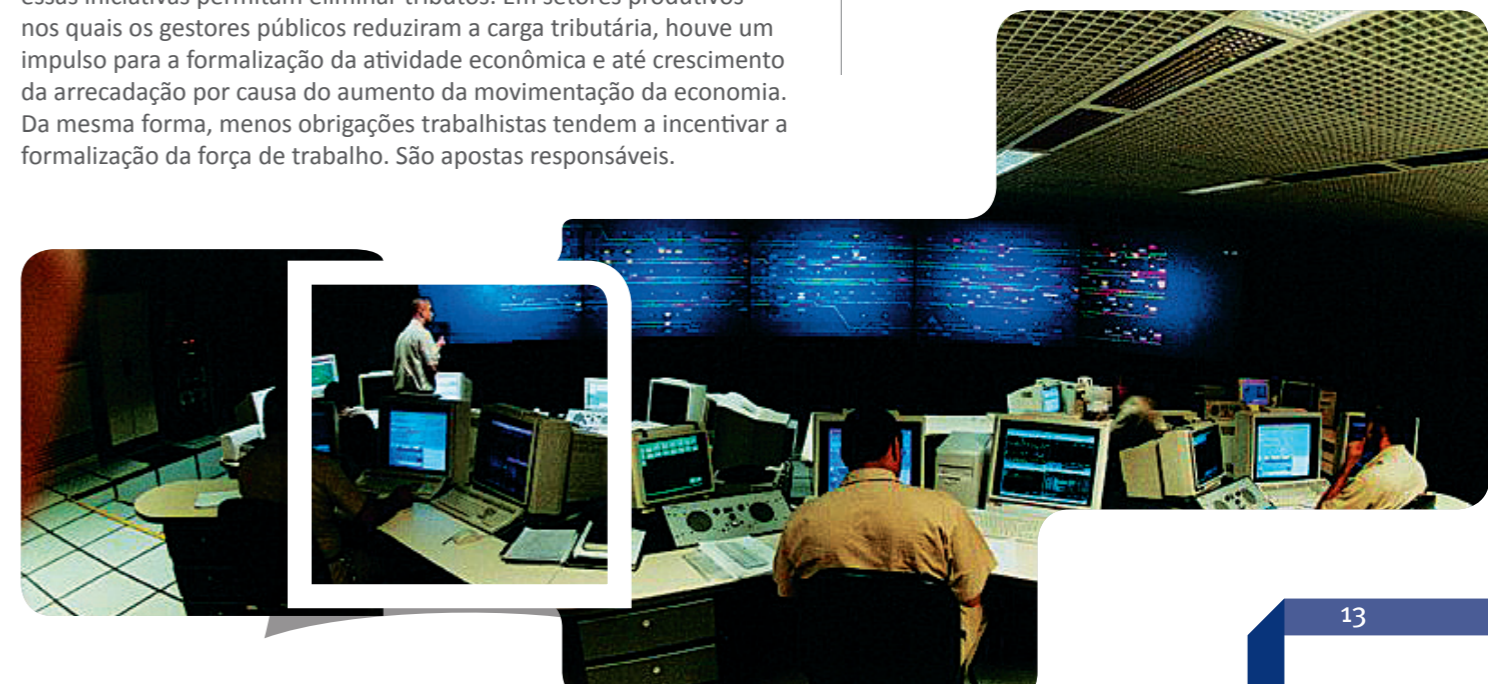 essas iniciativas permitam eliminar tributos. Em setores produtivos
nos quais os gestores públicos reduziram a carga tributária, houve um
impulso para a formalização da atividade econômica e até crescimento
da arrecadação por causa do aumento da movimentação da economia.
Da mesma forma, menos obrigações trabalhistas tendem a incentivar a
formalização da força de trabalho. São apostas responsáveis.
13